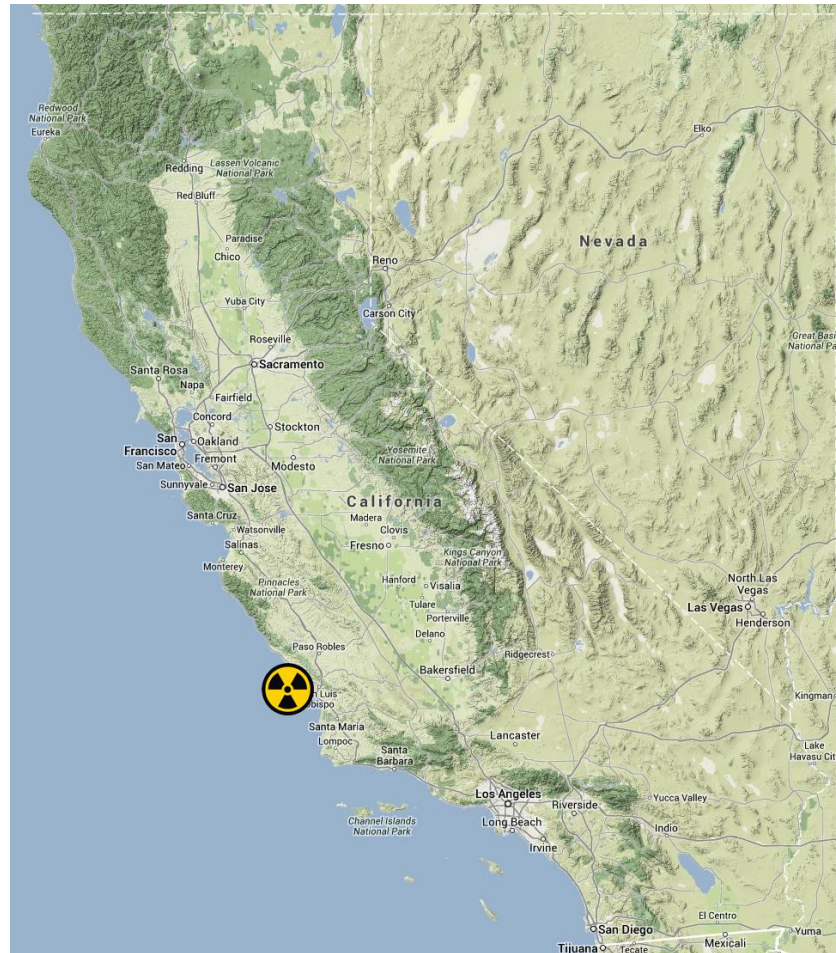 Redwood
National Park
Eureka
Elko
Redding
Lassen Volcanic
National Park
Red Bluff
Paradise
Chico
Nevada
Reno
Yuba City
Carson City
Roseville
Great Basin
National Pa
Sacramento
Santa Rosa
Napa
Fairfield
Concord
Stockton
San
Francisco
Oakland
Yosemite
National Park
San Mateo
Fremont
Modesto
Sunnyvale
San Jose
California
Santa Cruz
Madera
Watsonville
Clovis
Salinas
Fresno
Kings Canyon
National Park
Monterey
Pinnacles
National Park
Hanford
Visalia
North Las
Vegas
Tulare
Las Vegas
Porterville
Henderson
Delano
Paso Robles
Ridgecrest
Bakersfield
n Luis
bispo
Kingman
Santa Maria
Lompoc
Lancaster
Santa
Barbara
Lake
Havasu Cit
Los Angeles
Riverside
Yucca Valley
Channel Islands
National Park
Long Beach
Indio
Irvine
El Centro
San Diego
Yuma
Tijuana
Tecate
Mexicali